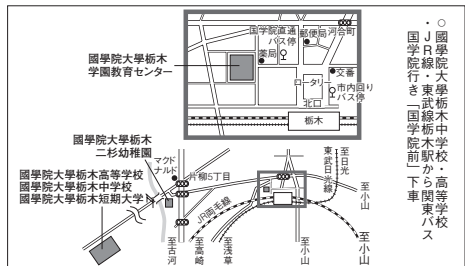 ○國學院大學栃木中学校・高等学校
・JR線・東武線栃木駅から関東バス
国学院行き「国学院前」下車
国学院直通
バス停
郵便局
河合町
薬局
交番
ロータリー
市内回り
バス停
北口
栃木
國學院大學栃木
学園教育センター
國學院大學栃木
二杉幼稚園
マクド
ナルド
片柳5丁目
國學院大學栃木高等学校
國學院大學栃木中学校
國學院大學栃木短期大学
JR両毛線
東武日光線
至日光
至小山
至古河
至高崎
至浅草
至小山
至小山